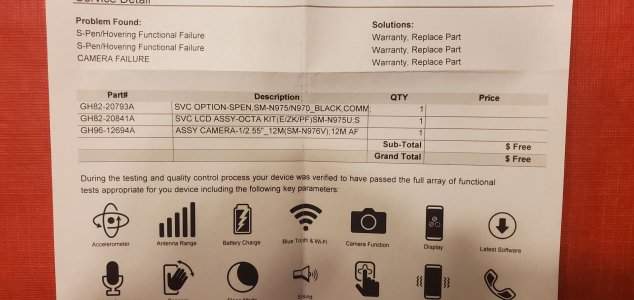 Service Detail
Problem Found: Solutions:
S-Pen/Hovering Functional Failure Warranty, Replace Part
S-Pen/Hovering Functional Failure Warranty, Replace Part
CAMERA FAILURE Warranty, Replace Part
Part# Description QTY Price
GH82-20793A SVC OPTION-SPEN,SM-N975/N970_BLACK,COMM; 1
GH82-20841A SVC LCD ASSY-OCTA KIT(E/ZK/PF)SM-N975U;S 1
GH96-12694A ASSY CAMERA-1/2.55"_12M(SM-N976V);12M AF 1
Sub-Total $ Free
Grand Total $ Free
During the testing and quality control process your device was verified to have passed the full array of functional
tests appropriate for you device including the following key parameters:
Accelerometer Antenna Range Battery Charge Blue Tooth & Wi-Fi Camera Function Display Latest Software